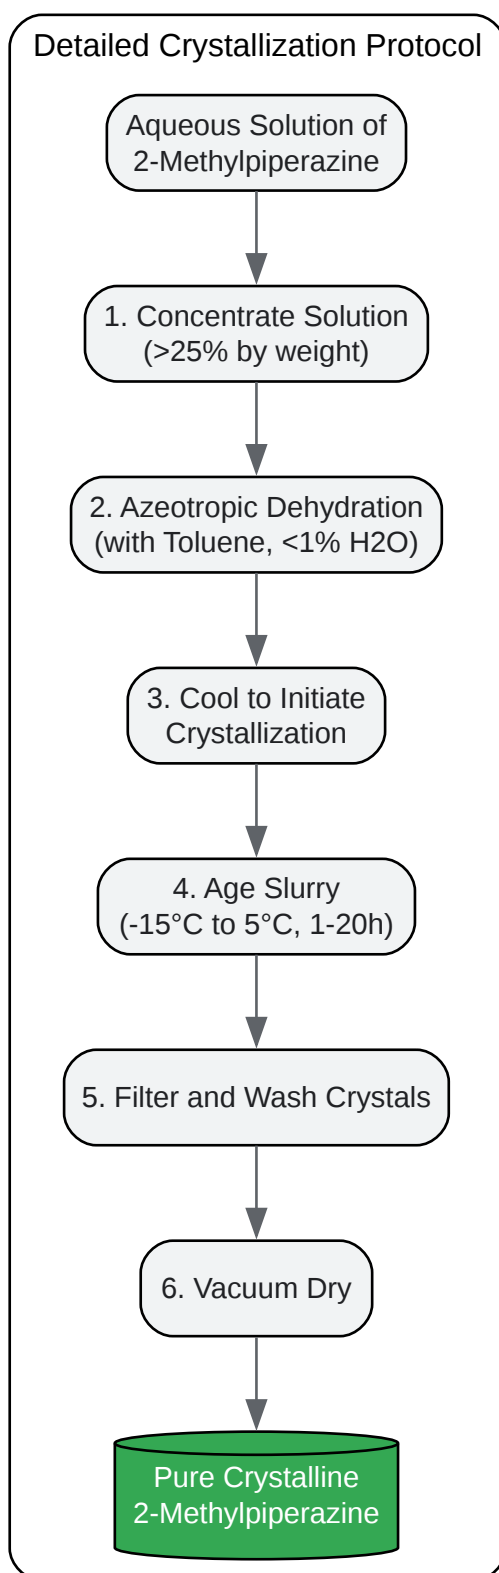 Detailed Crystallization Protocol
Aqueous Solution of
2-Methylpiperazine
1. Concentrate Solution
(>25% by weight)
2. Azeotropic Dehydration
(with Toluene, <1% H2O)
3. Cool to Initiate
Crystallization
4. Age Slurry
(-15°C to 5°C, 1-20h)
5. Filter and Wash Crystals
6. Vacuum Dry
Pure Crystalline
2-Methylpiperazine